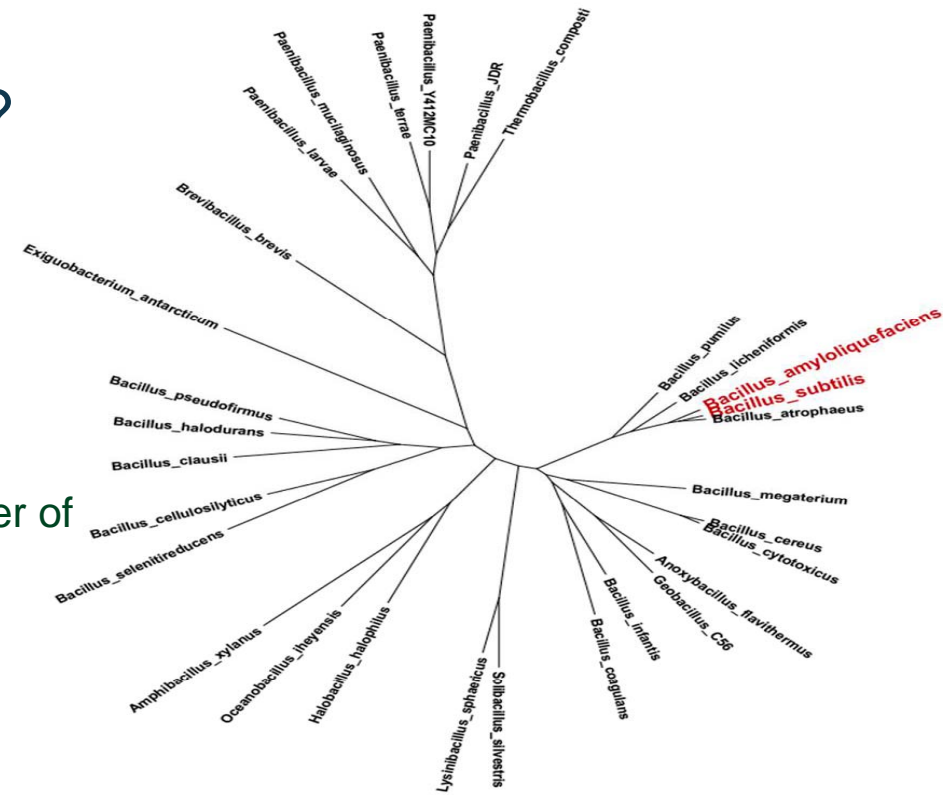 ?
er of
Paenibacillus_larvae
Paenibacillus_mucilaginosus
Paenibacillus_terrae
Paenibacillus_Y412MC10
Paenibacillus_JDR
Thermobacillus_composti
Brevibacillus_brevis
Exiguobacterium_antarcticum
Bacillus_pseudofirmus
Bacillus_halodurans
Bacillus_clausii
Bacillus_cellulosilyticus
Bacillus_selenitireducens
Amphibacillus_xylanus
Oceanobacillus_iheyensis
Halobacillus_halophilus
Lysinibacillus_sphaericus
Solibacillus_silvestris
Bacillus_coagulans
Bacillus_infantis
Geobacillus_C56
Anoxybacillus_flavithermus
Bacillus_cytotoxicus
Bacillus_cereus
Bacillus_megaterium
Bacillus_atrophaeus
Bacillus_subtilis
Bacillus_amyloliquefaciens
Bacillus_licheniformis
Bacillus_pumilus